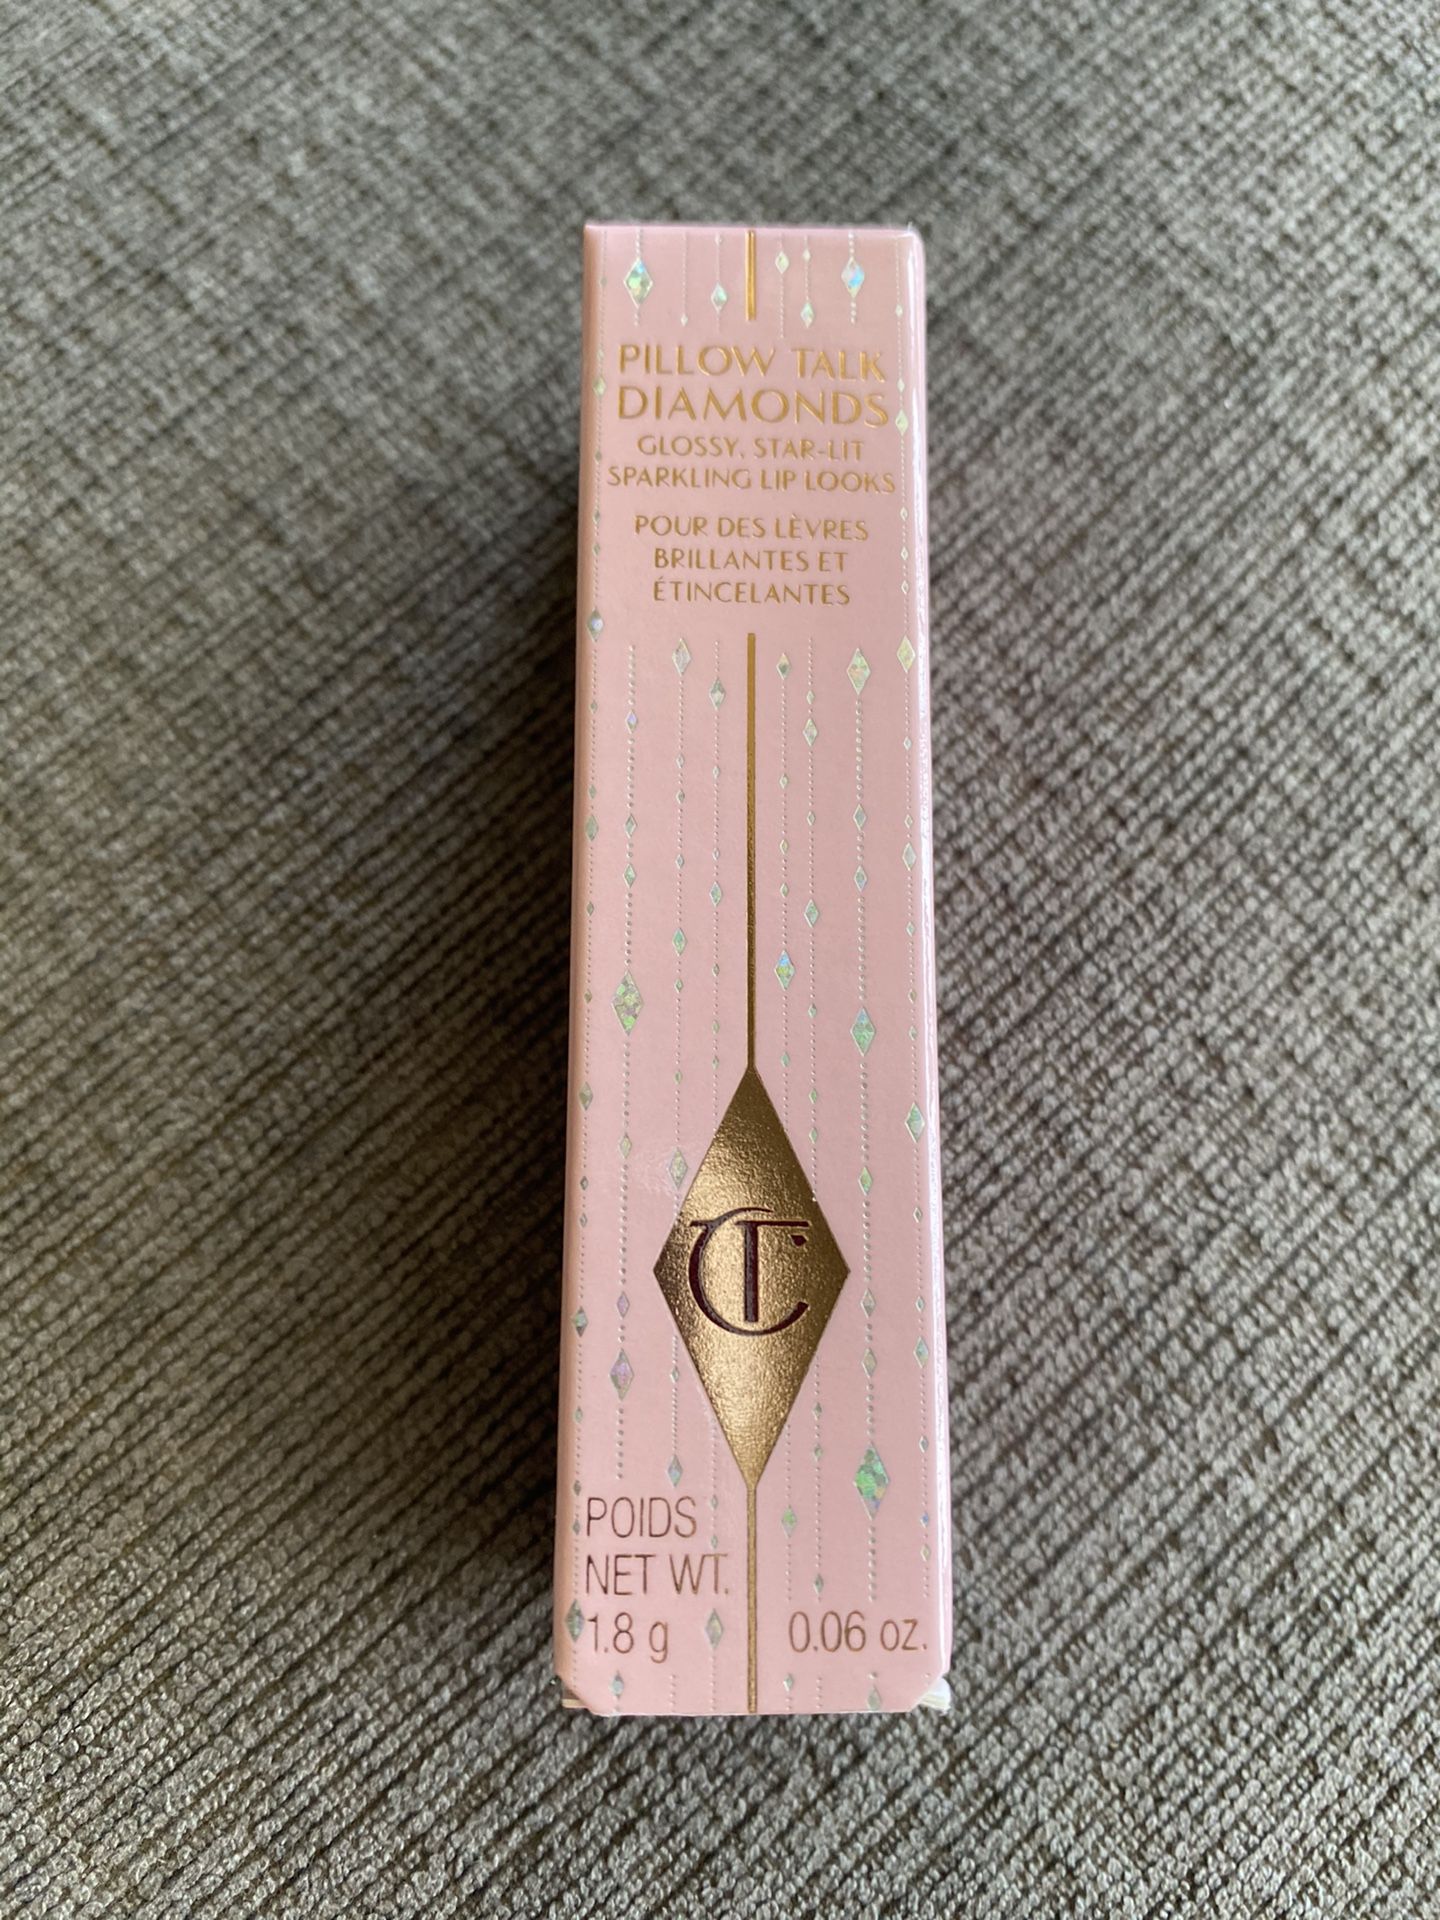 PILLOW TALK
DIAMONDS
GLOSSY, STAR-LIT
SPARKLING LIP LOOKS
POUR DES LÈVRES
BRILLANTES ET
ÉTINCELANTES
CT
POIDS
NET WT.
1.8 g 0.06 oz.